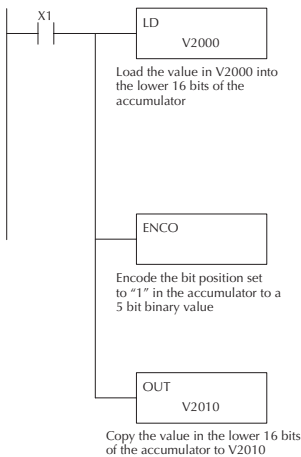 X1
LD
V2000
Load the value in V2000 into
the lower 16 bits of the
accumulator
ENCO
Encode the bit position set
to “1” in the accumulator to a
5 bit binary value
OUT
V2010
Copy the value in the lower 16 bits
of the accumulator to V2010